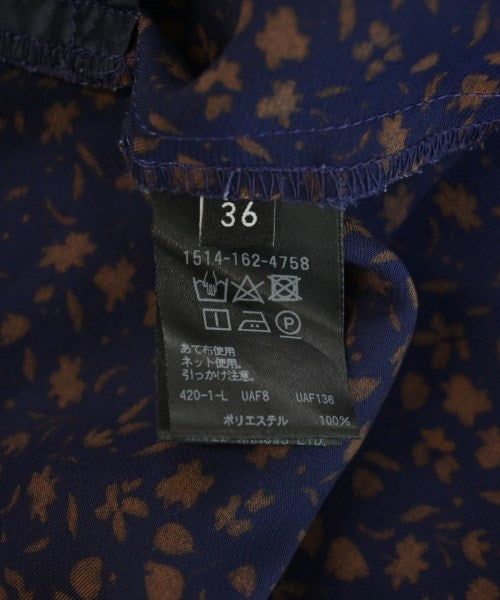 36
1514-162-4758
あて布使用
ネット使用。
引っかけ注意。
420-1-L UAF8 UAF136
ポリエステル 100%
LTD.